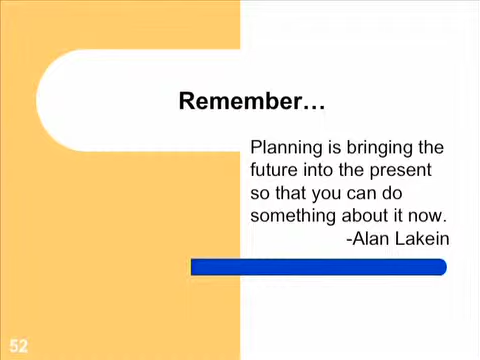 Remember…
Planning is bringing the
future into the present
so that you can do
something about it now.
-Alan Lakein
52